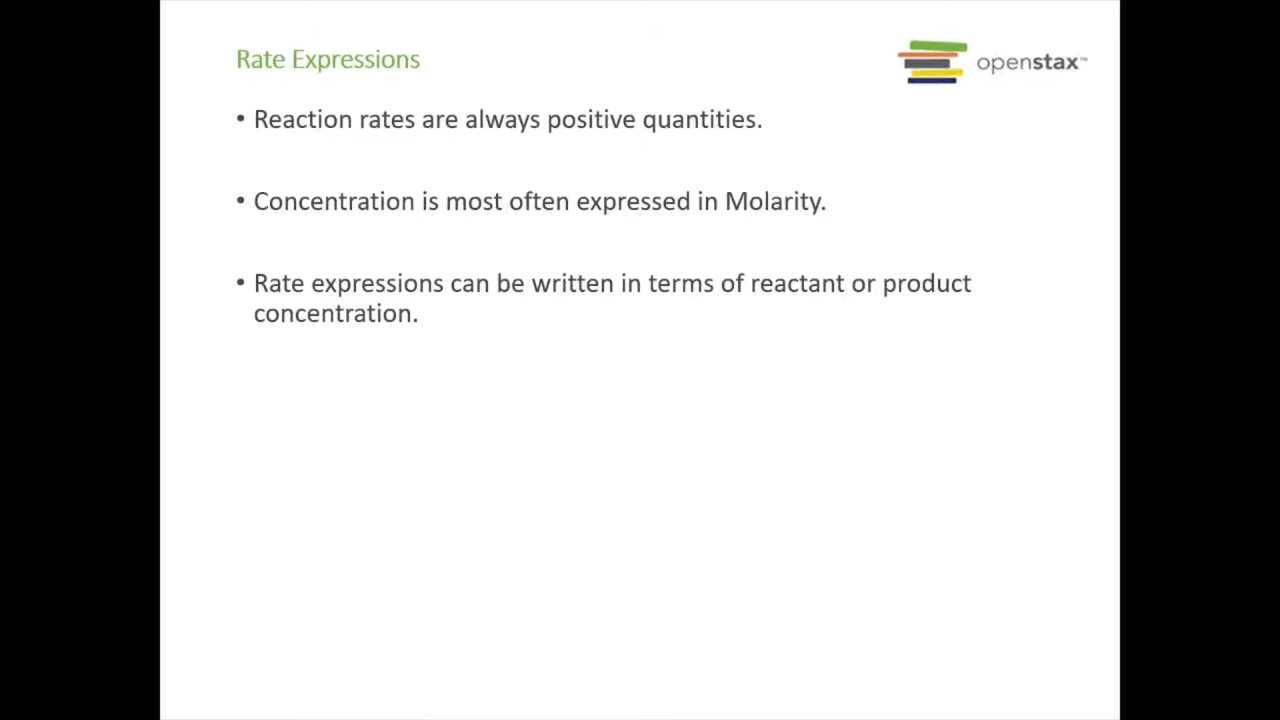 Rate Expressions
openstax™
• Reaction rates are always positive quantities.
• Concentration is most often expressed in Molarity.
• Rate expressions can be written in terms of reactant or product
concentration.